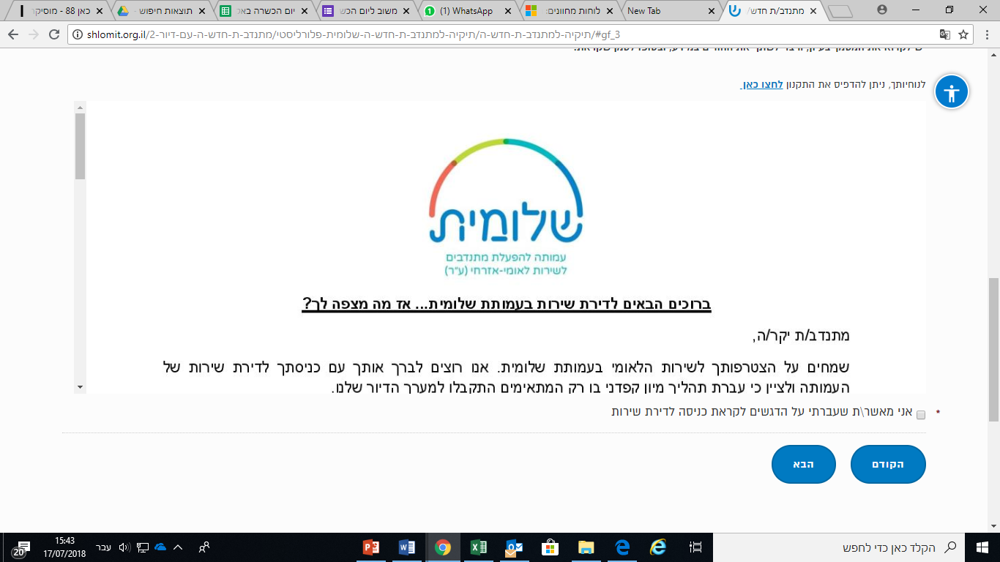 כאן 88 - מוסיקה
תוצאות חיפוש -
יום הכשרה באק
משוב ליום הכש
(1) WhatsApp
לוחות מחוונים:
New Tab
מתנדב/ת חדש/
shlomit.org.il/תיקיה-למתנדב-ת-חדש-ה/תיקיה-למתנדב-ת-חדש-ה-שלומית-פלורליסטי/מתנדב-ת-חדש-ה-עם-דיור-2/#gf_3
לנוחיותך, ניתן להדפיס את התקנון לחצו כאן
שלומית
עמותה להפעלת מתנדבים
לשירות לאומי-אזרחי (ע"ר)
ברוכים הבאים לדירת שירות בעמותת שלומית... אז מה מצפה לך?
מתנדב/ת יקר/ה,
שמחים על הצטרפותך לשירות הלאומי בעמותת שלומית. אנו רוצים לברך אותך עם כניסתך לדירת שירות של
העמותה ולציין כי עברת תהליך מיון קפדני בו רק המתאימים התקבלו למערך הדיור שלנו.
* אני מאשר\ת שעברתי על הדגשים לקראת כניסה לדירת שירות
הקודם
הבא
הקלד כאן כדי לחפש
עבר
15:43
17/07/2018
20